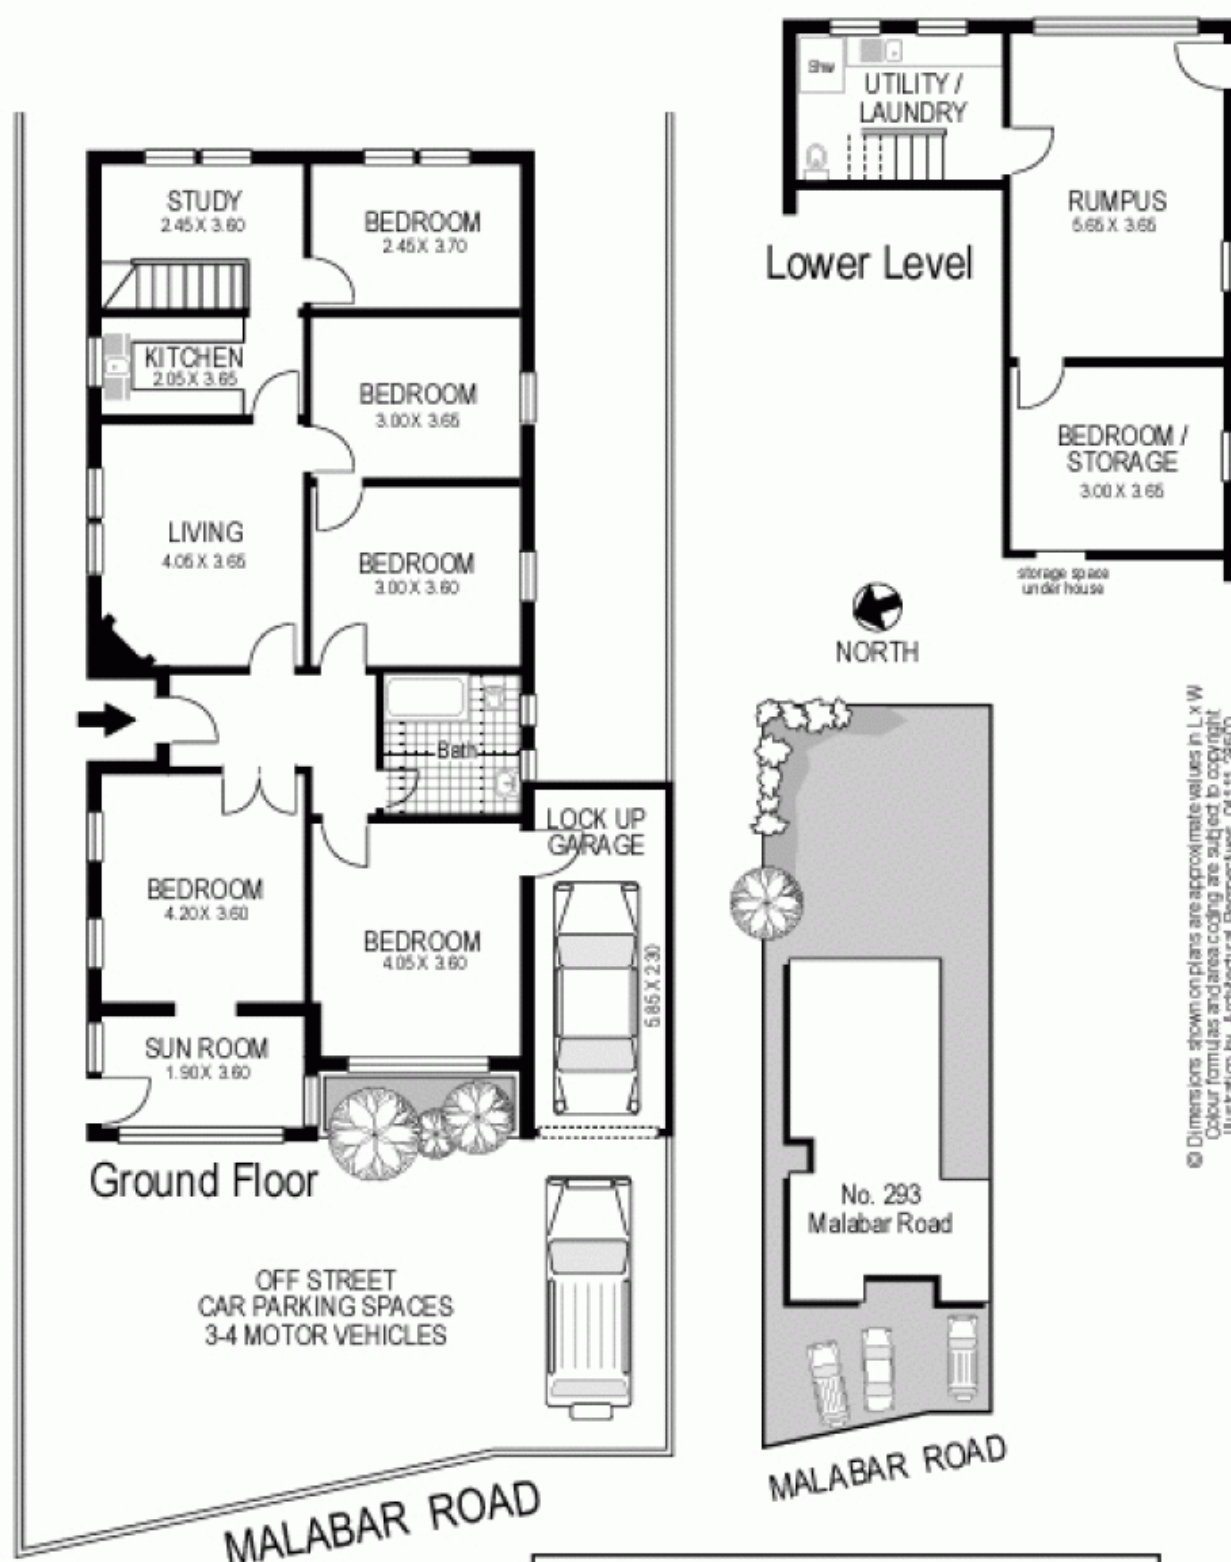 STUDY
2.45 X 3.60
BEDROOM
2.45 X 3.70
KITCHEN
2.05 X 3.65
BEDROOM
3.00 X 3.65
LIVING
4.05 X 3.65
BEDROOM
3.00 X 3.60
Bath
BEDROOM
4.20 X 3.60
BEDROOM
4.05 X 3.60
LOCK UP
GARAGE
5.85 X 2.30
SUN ROOM
1.90 X 3.60
Ground Floor
OFF STREET
CAR PARKING SPACES
3-4 MOTOR VEHICLES
MALABAR ROAD
Shw
UTILITY /
LAUNDRY
RUMPUS
5.65 X 3.65
Lower Level
BEDROOM /
STORAGE
3.00 X 3.65
storage space
under house
NORTH
No. 293
Malabar Road
MALABAR ROAD
© Dimensions shown on plans are approximate values in L x W
Colour formulas and area coding are subject to copyright
Illustration by Architectural Perspectives